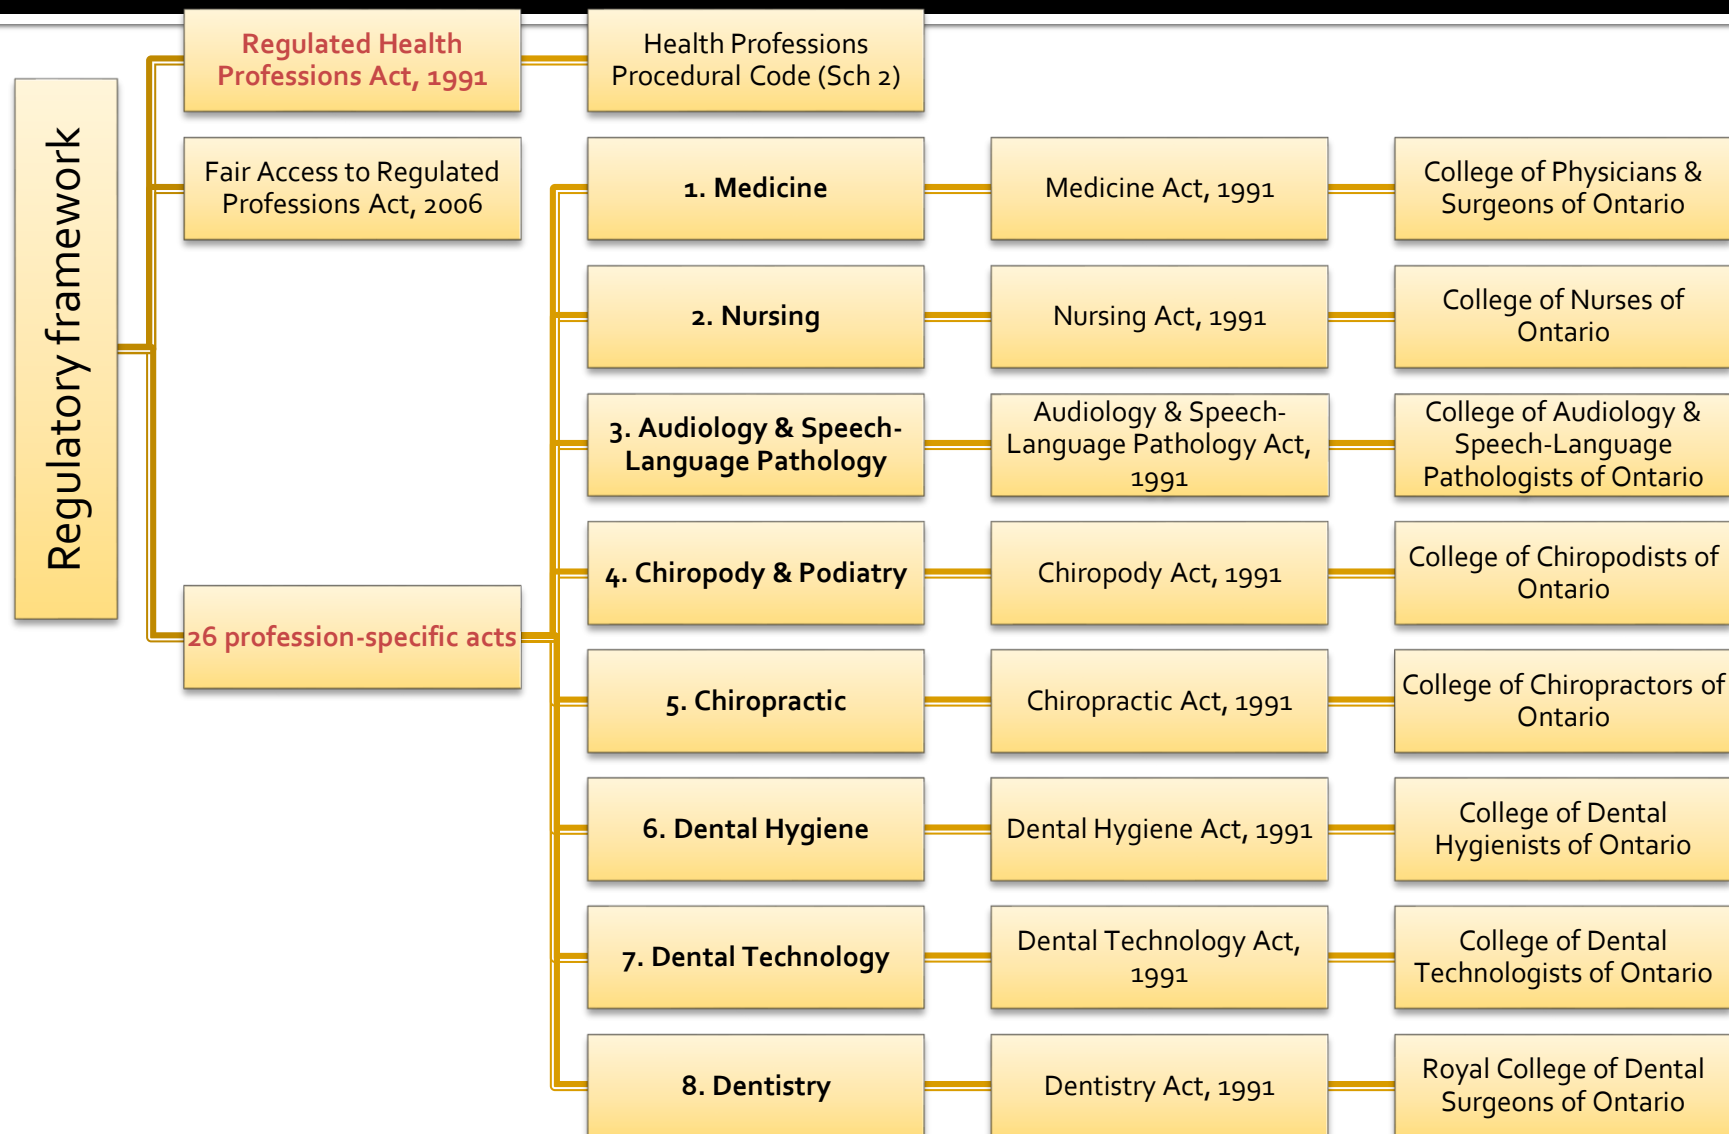 Regulatory framework
Regulated Health
Professions Act, 1991
Health Professions
Procedural Code (Sch 2)
Fair Access to Regulated
Professions Act, 2006
26 profession-specific acts
1. Medicine
Medicine Act, 1991
College of Physicians &
Surgeons of Ontario
2. Nursing
Nursing Act, 1991
College of Nurses of
Ontario
3. Audiology & Speech-
Language Pathology
Audiology & Speech-
Language Pathology Act,
1991
College of Audiology &
Speech-Language
Pathologists of Ontario
4. Chiropody & Podiatry
Chiropody Act, 1991
College of Chiropodists of
Ontario
5. Chiropractic
Chiropractic Act, 1991
College of Chiropractors of
Ontario
6. Dental Hygiene
Dental Hygiene Act, 1991
College of Dental
Hygienists of Ontario
7. Dental Technology
Dental Technology Act,
1991
College of Dental
Technologists of Ontario
8. Dentistry
Dentistry Act, 1991
Royal College of Dental
Surgeons of Ontario